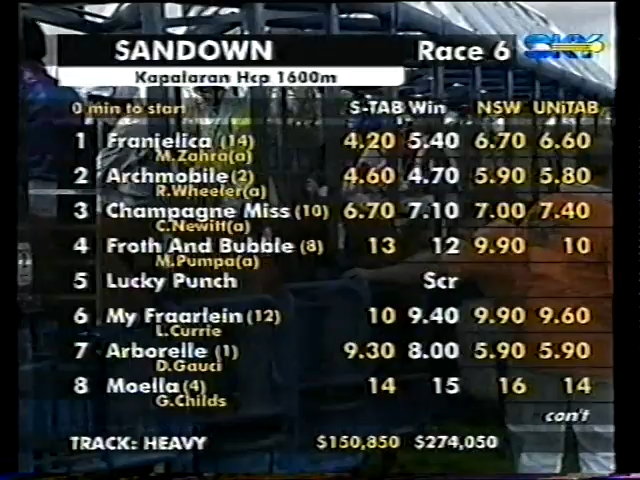 SANDOWN Race 6 SKY
Kapalaran Hcp 1600m
0 min to start S-TAB Win NSW UNiTAB
1 Franjelica (14) 4.20 5.40 6.70 6.60
M.Zahra(a)
2 Archmobile(2) 4.60 4.70 5.90 5.80
R.Wheeler(a)
3 Champagne Miss (10) 6.70 7.10 7.00 7.40
C.Newitt(a)
4 Froth And Bubble (8) 13 12 9.90 10
M.Pumpa(a)
5 Lucky Punch Scr
6 My Fraarlein (12) 10 9.40 9.90 9.60
L.Currie
7 Arborelle (1) 9.30 8.00 5.90 5.90
D.Gauci
8 Moella (4) 14 15 16 14
G.Childs
con't
TRACK: HEAVY $150,850 $274,050